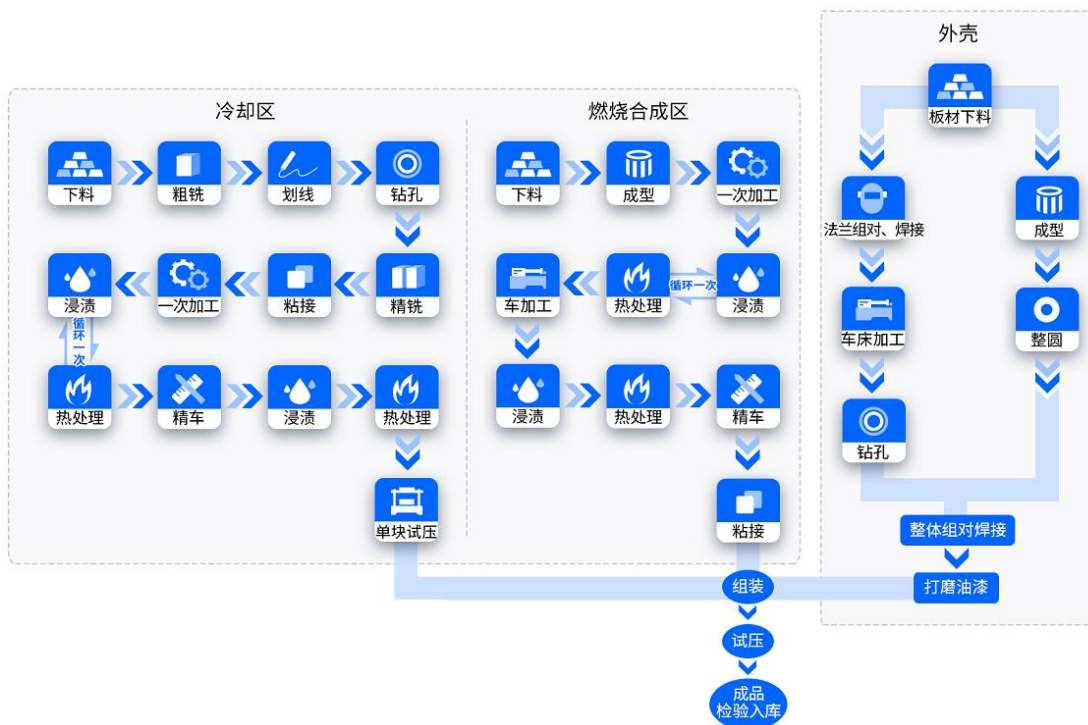 外壳
板材下料
法兰组对、焊接
成型
车床加工
整圆
钻孔
整体组对焊接
打磨油漆
冷却区
燃烧合成区
下料
粗铣
划线
钻孔
下料
成型
一次加工
浸渍
一次加工
粘接
精铣
车加工
热处理
循环一次
浸渍
循环一次
热处理
精车
浸渍
热处理
浸渍
热处理
精车
单块试压
粘接
组装
试压
成品
检验入库